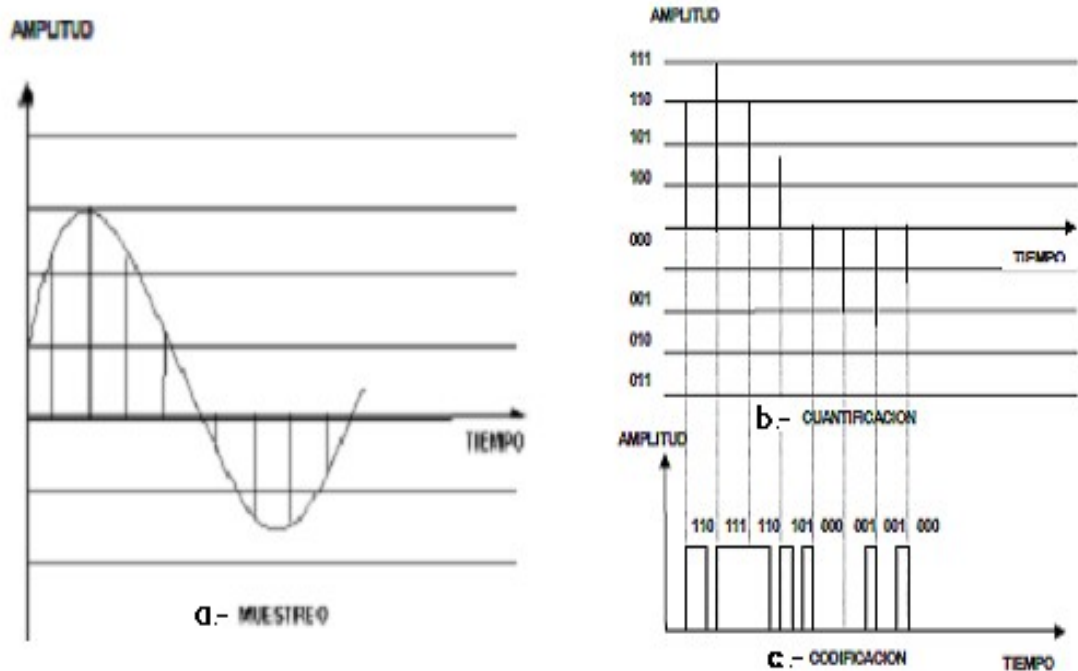 AMPLITUD
TIEMPO
a.- MUESTREO
AMPLITUD
111
110
101
100
000
TIEMPO
001
010
011
b.- CUANTIFICACION
AMPLITUD
110 111 110 101 000 001 001 000
c.- CODIFICACION
TIEMPO